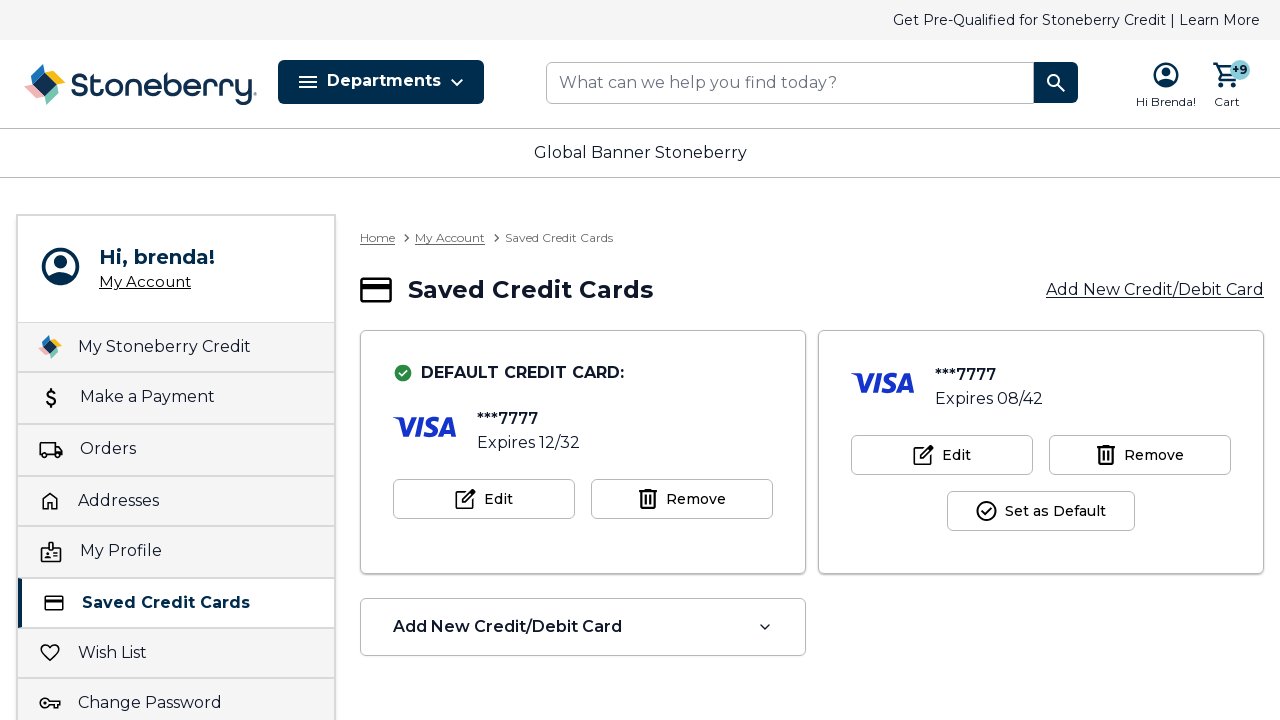 Get Pre-Qualified for Stoneberry Credit | Learn More
Stoneberry
Departments
What can we help you find today?
Hi Brenda!
+9
Cart
Global Banner Stoneberry
Hi, brenda!
My Account
My Stoneberry Credit
Make a Payment
Orders
Addresses
My Profile
Saved Credit Cards
Wish List
Change Password
Home > My Account > Saved Credit Cards
Saved Credit Cards
Add New Credit/Debit Card
DEFAULT CREDIT CARD:
VISA
***7777
Expires 12/32
Edit
Remove
VISA
***7777
Expires 08/42
Edit
Remove
Set as Default
Add New Credit/Debit Card